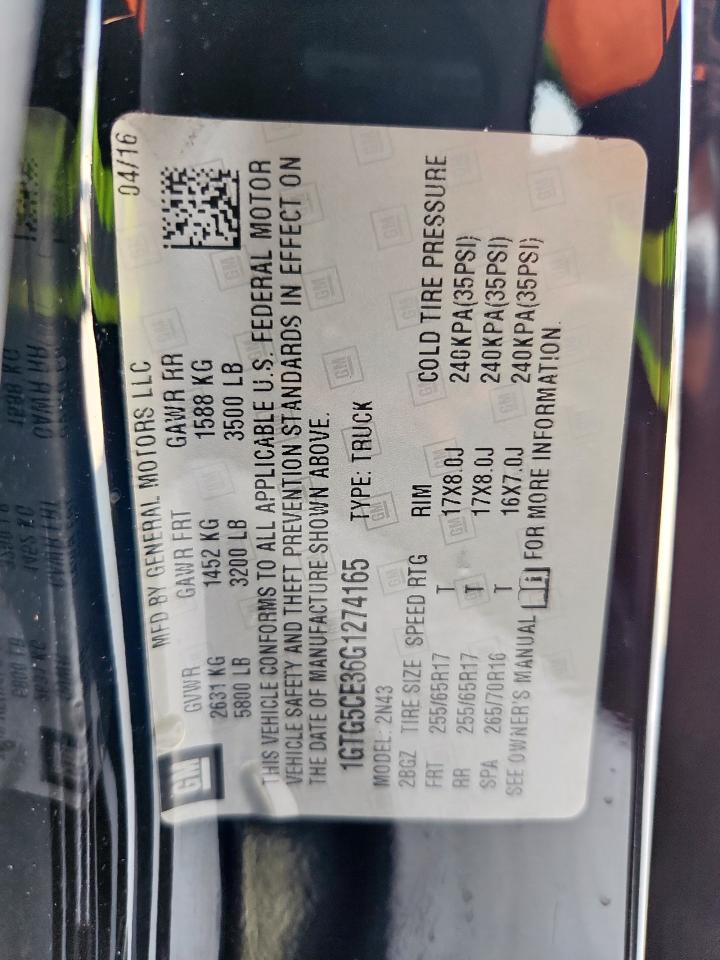 GM
MFD BY GENERAL MOTORS LLC
04/16
GVWR GAWR FRT GAWR RR
2631 KG 1452 KG 1588 KG
5800 LB 3200 LB 3500 LB
THIS VEHICLE CONFORMS TO ALL APPLICABLE U.S. FEDERAL MOTOR
VEHICLE SAFETY AND THEFT PREVENTION STANDARDS IN EFFECT ON
THE DATE OF MANUFACTURE SHOWN ABOVE.
1GTG5CE36G1274165 TYPE: TRUCK
MODEL: 2N43
2BGZ TIRE SIZE SPEED RTG RIM COLD TIRE PRESSURE
FRT 255/65R17 T 17X8.0J 240KPA(35PSI)
RR 255/65R17 T 17X8.0J 240KPA(35PSI)
SPA 265/70R16 T 16X7.0J 240KPA(35PSI)
SEE OWNER'S MANUAL FOR MORE INFORMATION.